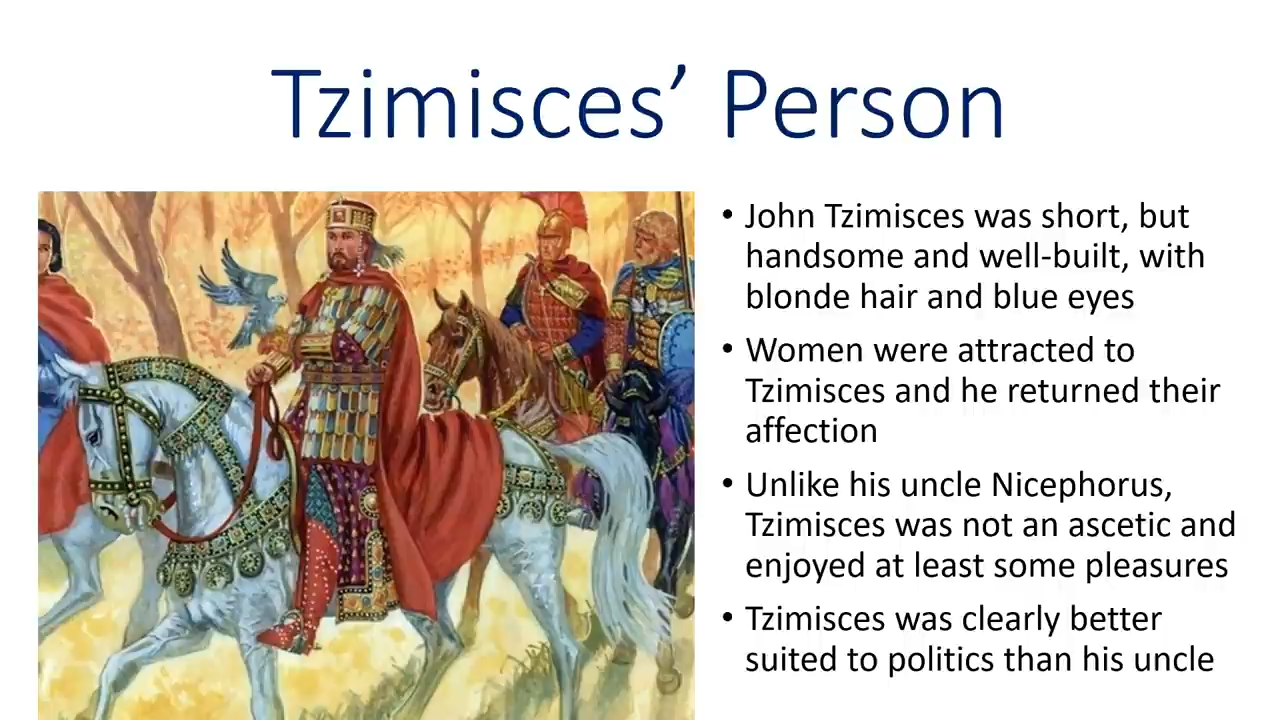 Tzimisces’ Person
• John Tzimisces was short, but
handsome and well-built, with
blonde hair and blue eyes
• Women were attracted to
Tzimisces and he returned their
affection
• Unlike his uncle Nicephorus,
Tzimisces was not an ascetic and
enjoyed at least some pleasures
• Tzimisces was clearly better
suited to politics than his uncle